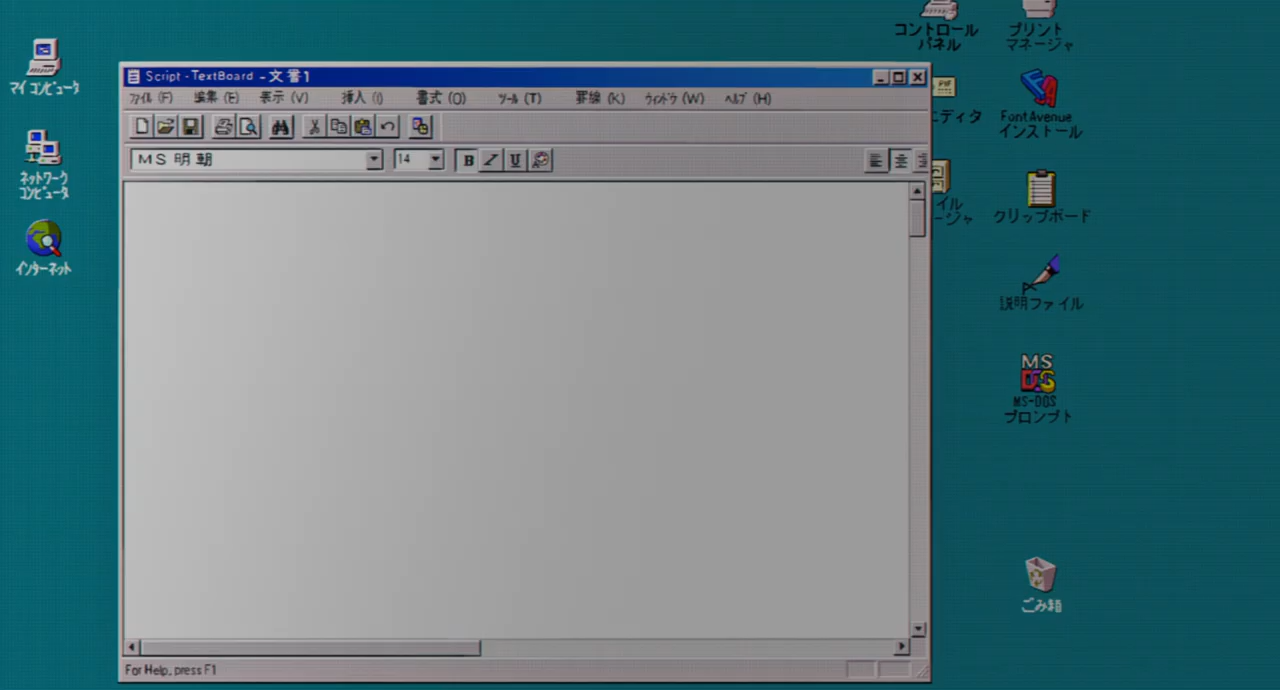 コントロール
パネル
プリント
マネージャ
マイ コンピュータ
Script - TextBoard - 文書1
ファイル (F) 編集 (E) 表示 (V) 挿入 (I) 書式 (O) ツール (T) 罫線 (K) ウィンドウ (W) ヘルプ (H)
エディタ
FontAvenue
インストール
MS 明朝 14 B I U
ネットワーク
コンピュータ
イル
ージャ
クリップボード
インターネット
説明ファイル
MS
MS-DOS
プロンプト
ごみ箱
For Help, press F1